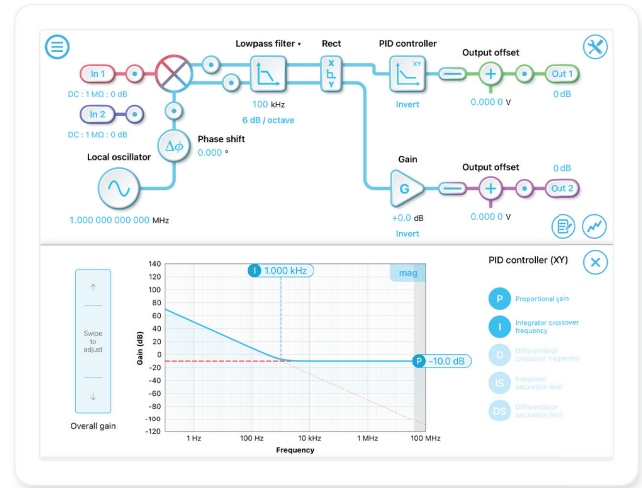 Lowpass filter ▾
Rect
PID controller
Output offset
In 1
DC : 1 MΩ : 0 dB
In 2
DC : 1 MΩ : 0 dB
X
Y
XY
Invert
0.000 0 V
Out 1
0 dB
100 kHz
6 dB / octave
Δϕ
Phase shift
0.000 °
Local oscillator
1.000 000 000 000 MHz
Gain
G
+0.0 dB
Invert
Output offset
0.000 0 V
0 dB
Out 2
Swipe
to
adjust
Overall gain
Gain (dB)
140
120
100
80
60
40
20
0
-20
-40
-60
-80
-100
-120
I 1.000 kHz
mag
P -10.0 dB
1 Hz
100 Hz
10 kHz
1 MHz
100 MHz
Frequency
PID controller (XY)
P Proportional gain
I Integrator crossover
frequency
D Differentiator
crossover frequency
IS Integrator
saturation level
DS Differentiator
saturation level